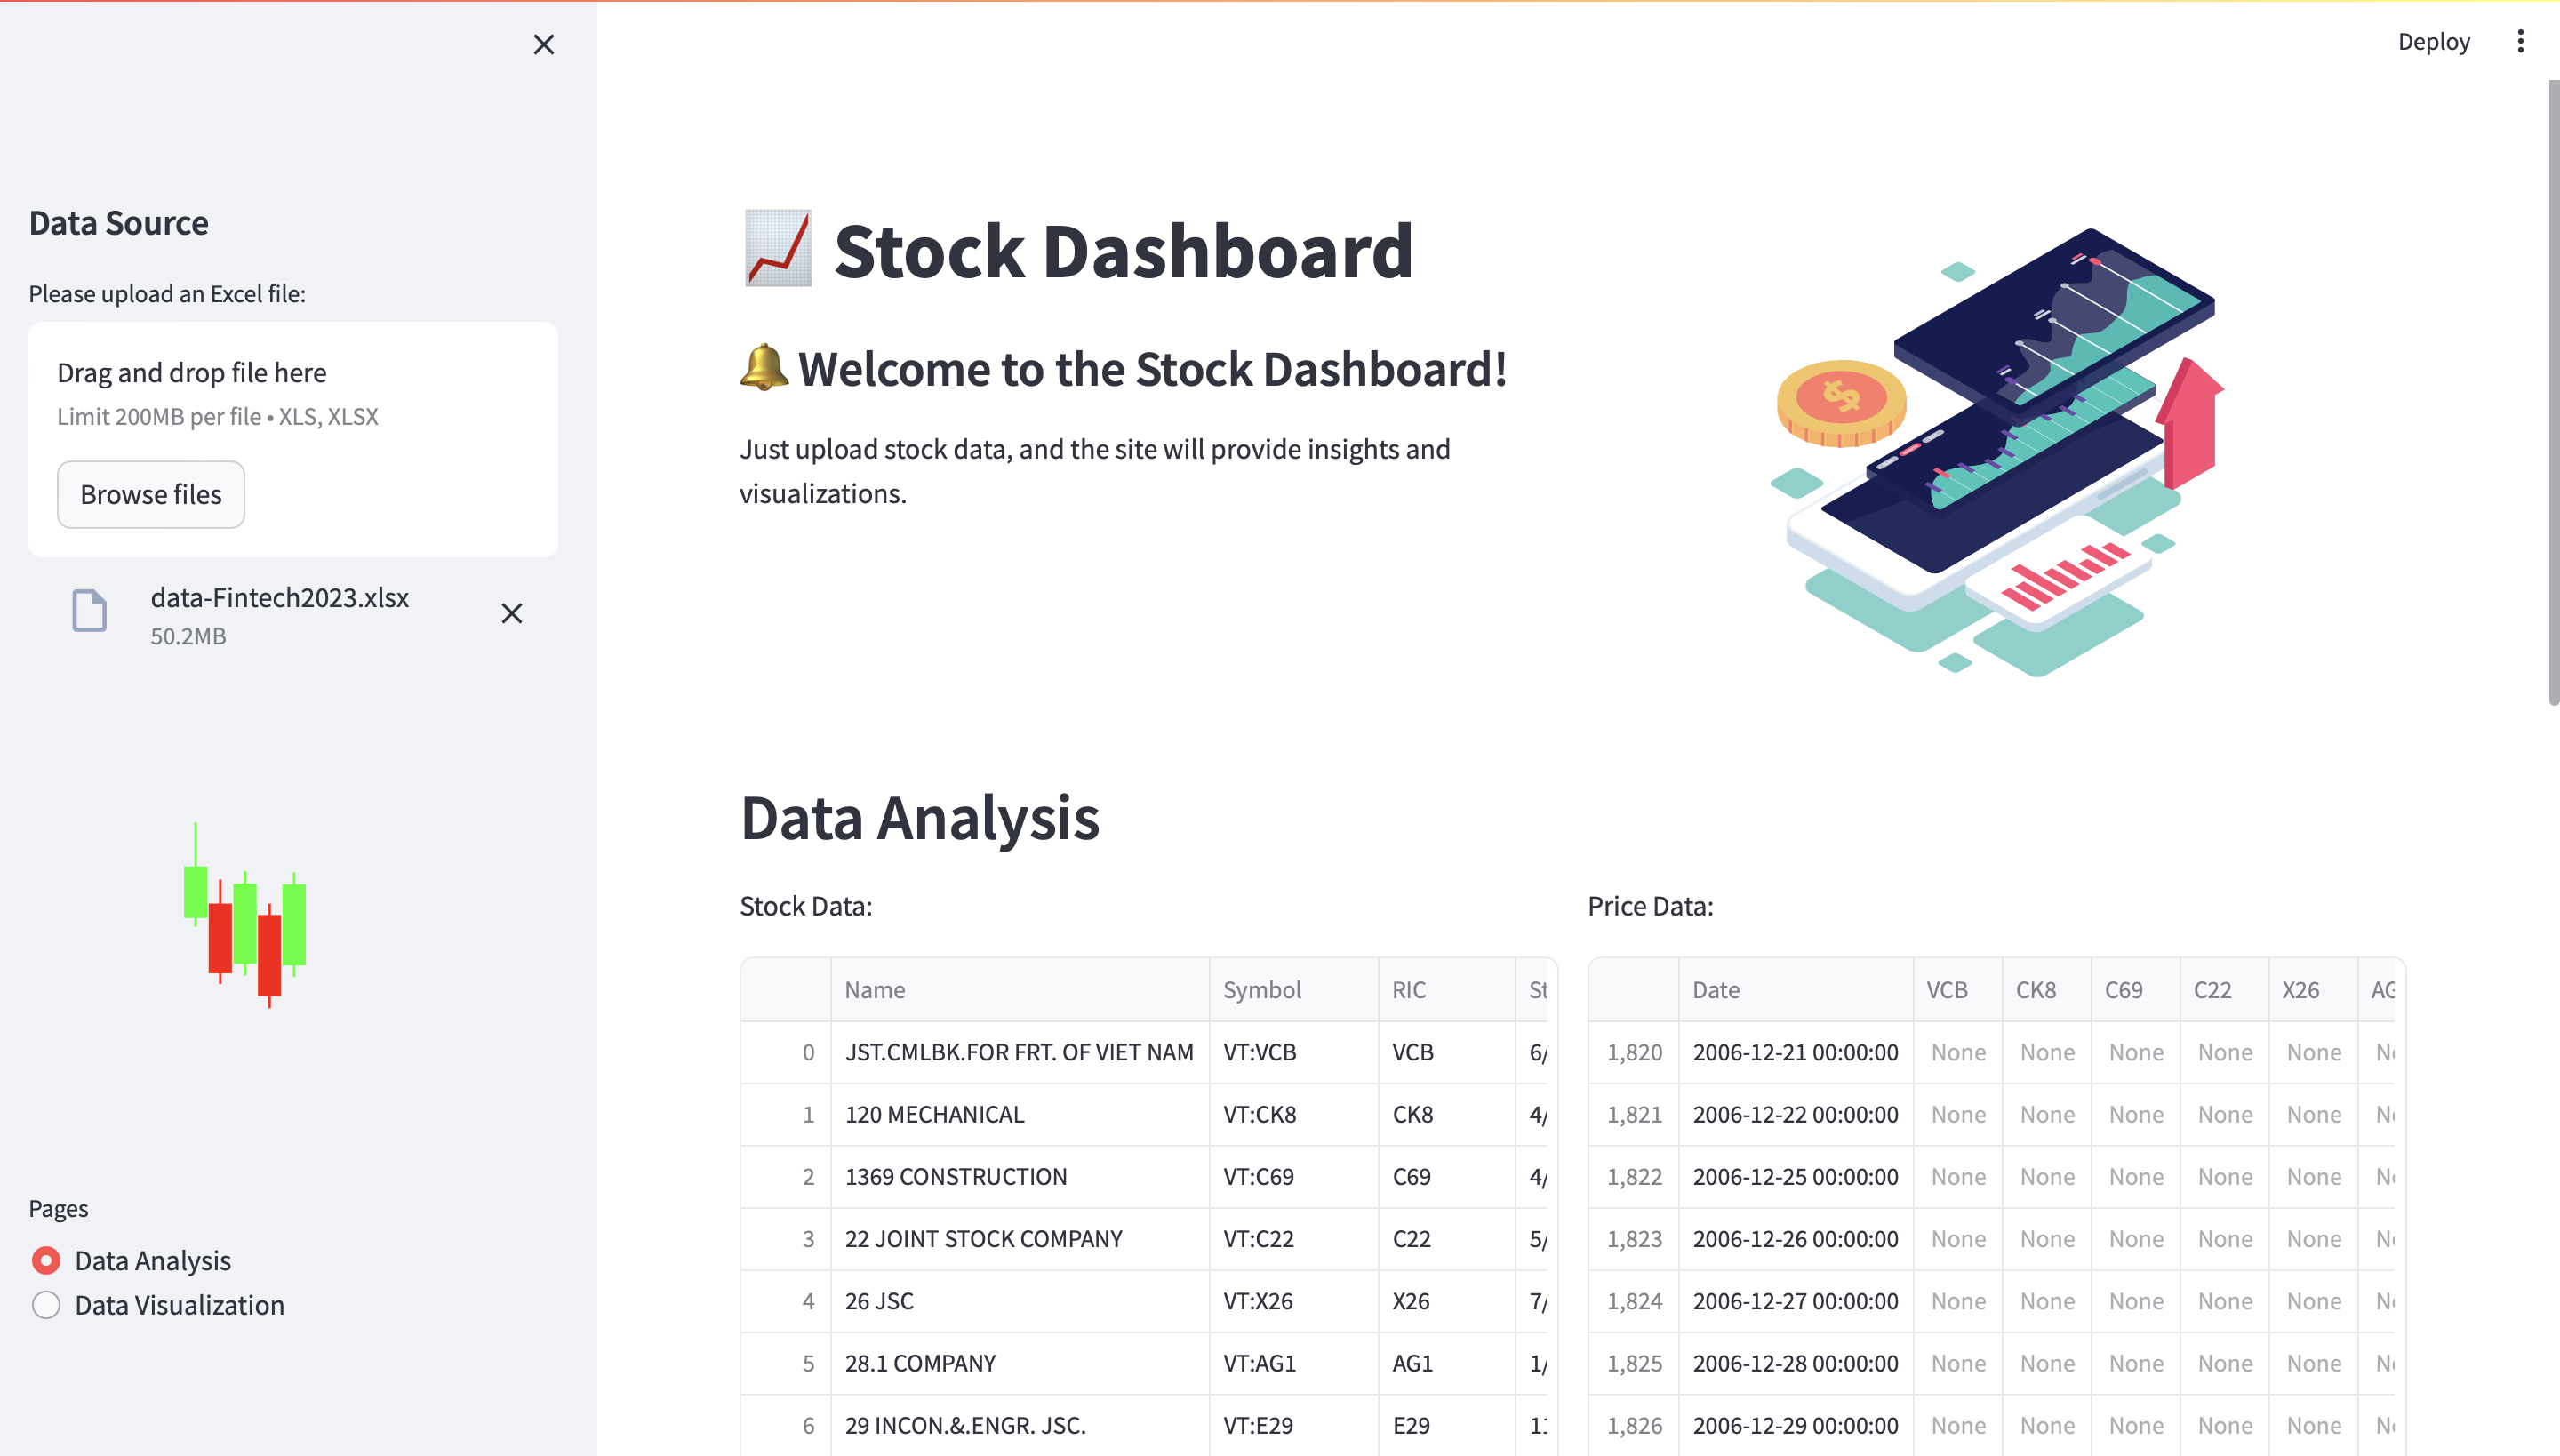 Deploy
Data Source
Please upload an Excel file:
Drag and drop file here
Limit 200MB per file • XLS, XLSX
Browse files
data-Fintech2023.xlsx
50.2MB
Pages
Data Analysis
Data Visualization
📈 Stock Dashboard
🔔 Welcome to the Stock Dashboard!
Just upload stock data, and the site will provide insights and
visualizations.
Data Analysis
Stock Data:
Name Symbol RIC St
0 JST.CMLBK.FOR FRT. OF VIET NAM VT:VCB VCB 6/
1 120 MECHANICAL VT:CK8 CK8 4/
2 1369 CONSTRUCTION VT:C69 C69 4/
3 22 JOINT STOCK COMPANY VT:C22 C22 5/
4 26 JSC VT:X26 X26 7/
5 28.1 COMPANY VT:AG1 AG1 1/
6 29 INCON.&.ENGR. JSC. VT:E29 E29
Price Data:
Date VCB CK8 C69 C22 X26 AG
1,820 2006-12-21 00:00:00 None None None None None
1,821 2006-12-22 00:00:00 None None None None None
1,822 2006-12-25 00:00:00 None None None None None
1,823 2006-12-26 00:00:00 None None None None None
1,824 2006-12-27 00:00:00 None None None None None
1,825 2006-12-28 00:00:00 None None None None None
1,826 2006-12-29 00:00:00 None None None None None